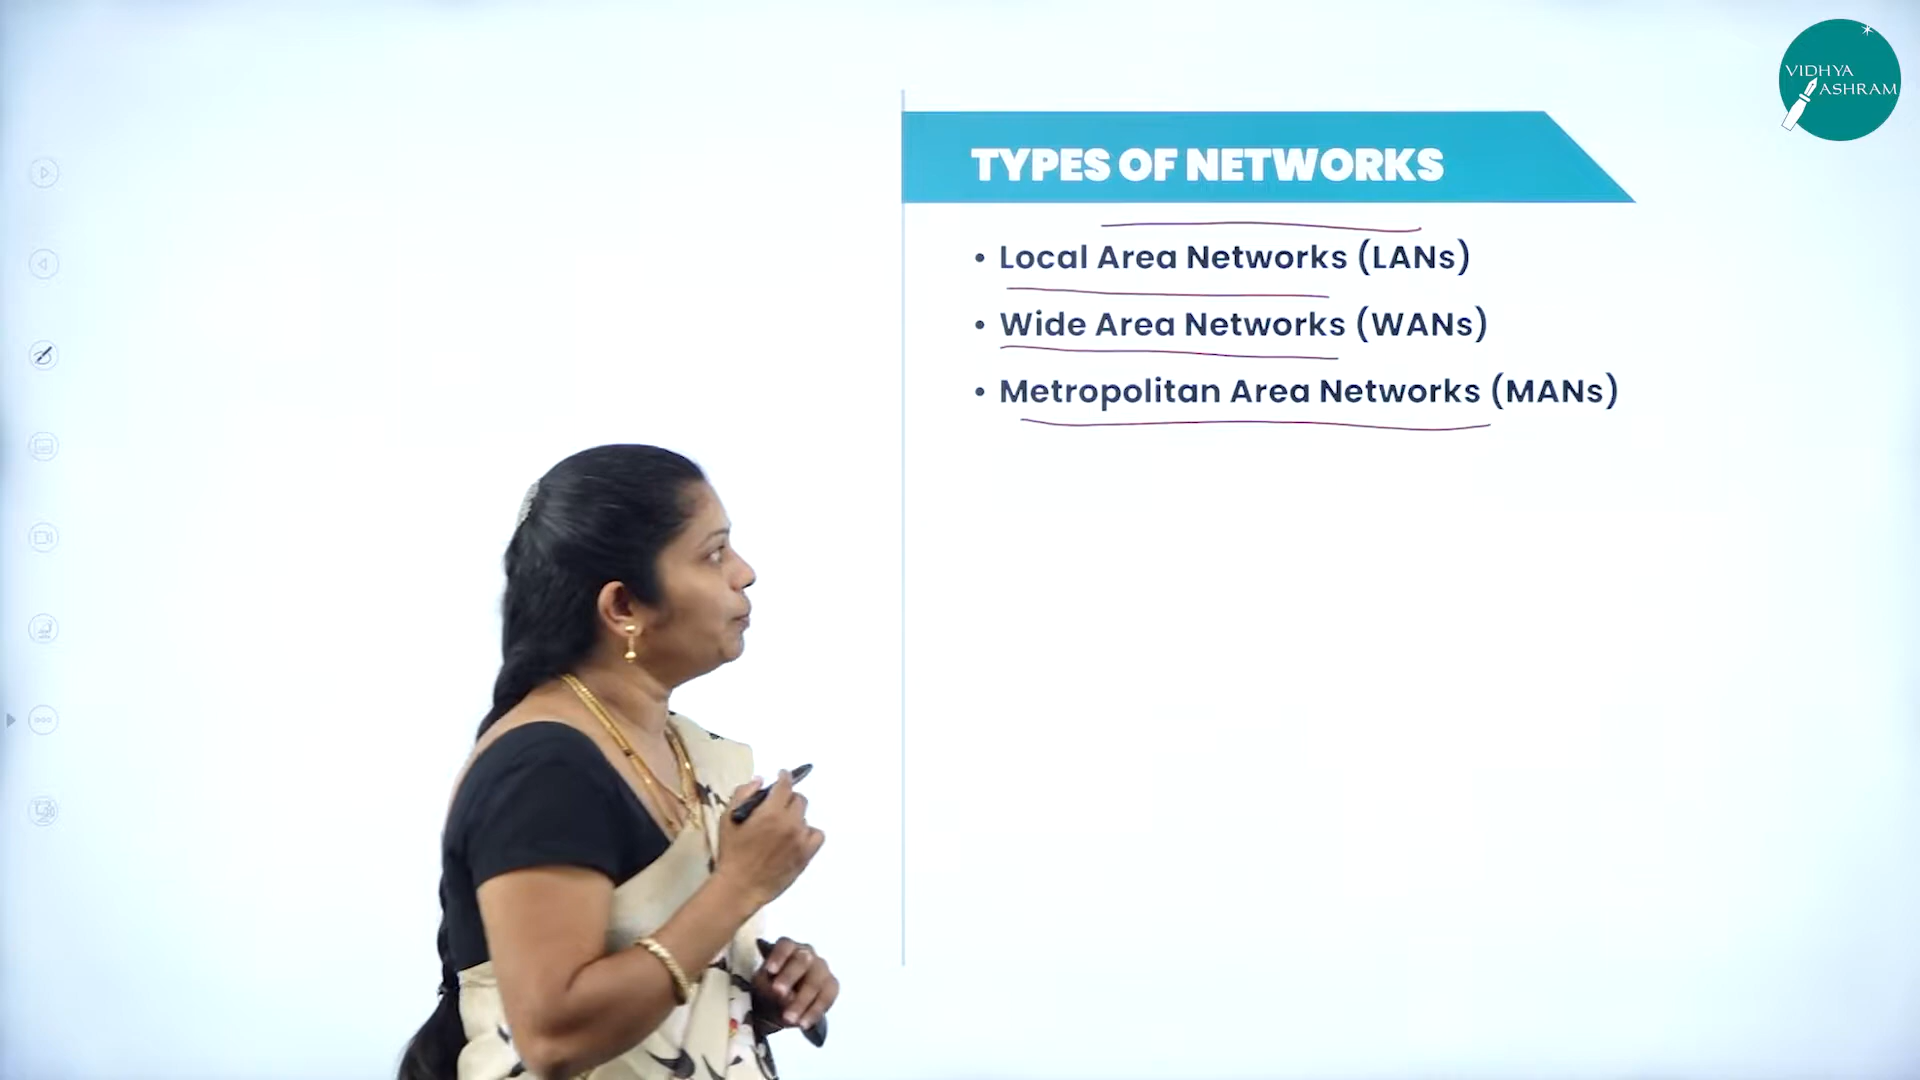 VIDHYA
ASHRAM
TYPES OF NETWORKS
• Local Area Networks (LANs)
• Wide Area Networks (WANs)
• Metropolitan Area Networks (MANs)